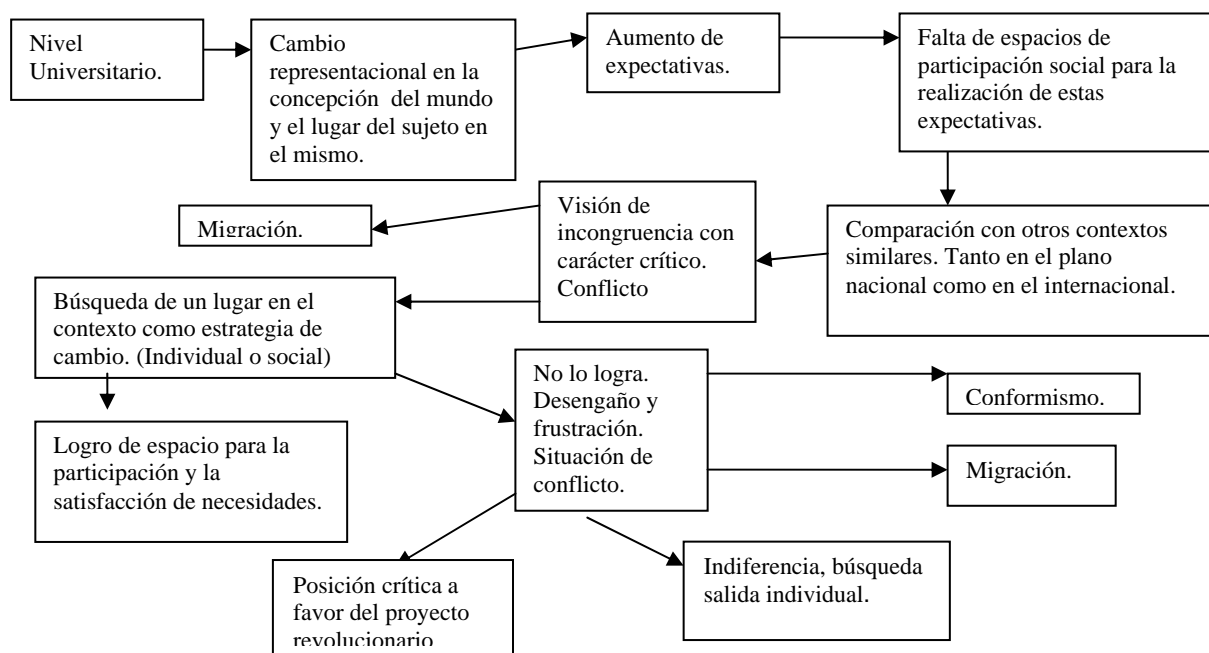 Nivel
Universitario.
Cambio
representacional en la
concepción del mundo
y el lugar del sujeto en
el mismo.
Aumento de
expectativas.
Falta de espacios de
participación social para la
realización de estas
expectativas.
Migración.
Visión de
incongruencia con
carácter crítico.
Conflicto
Comparación con otros contextos
similares. Tanto en el plano
nacional como en el internacional.
Búsqueda de un lugar en el
contexto como estrategia de
cambio. (Individual o social)
No lo logra.
Desengaño y
frustración.
Situación de
conflicto.
Conformismo.
Logro de espacio para la
participación y la
satisfacción de necesidades.
Migración.
Indiferencia, búsqueda
salida individual.
Posición crítica a
favor del proyecto
revolucionario